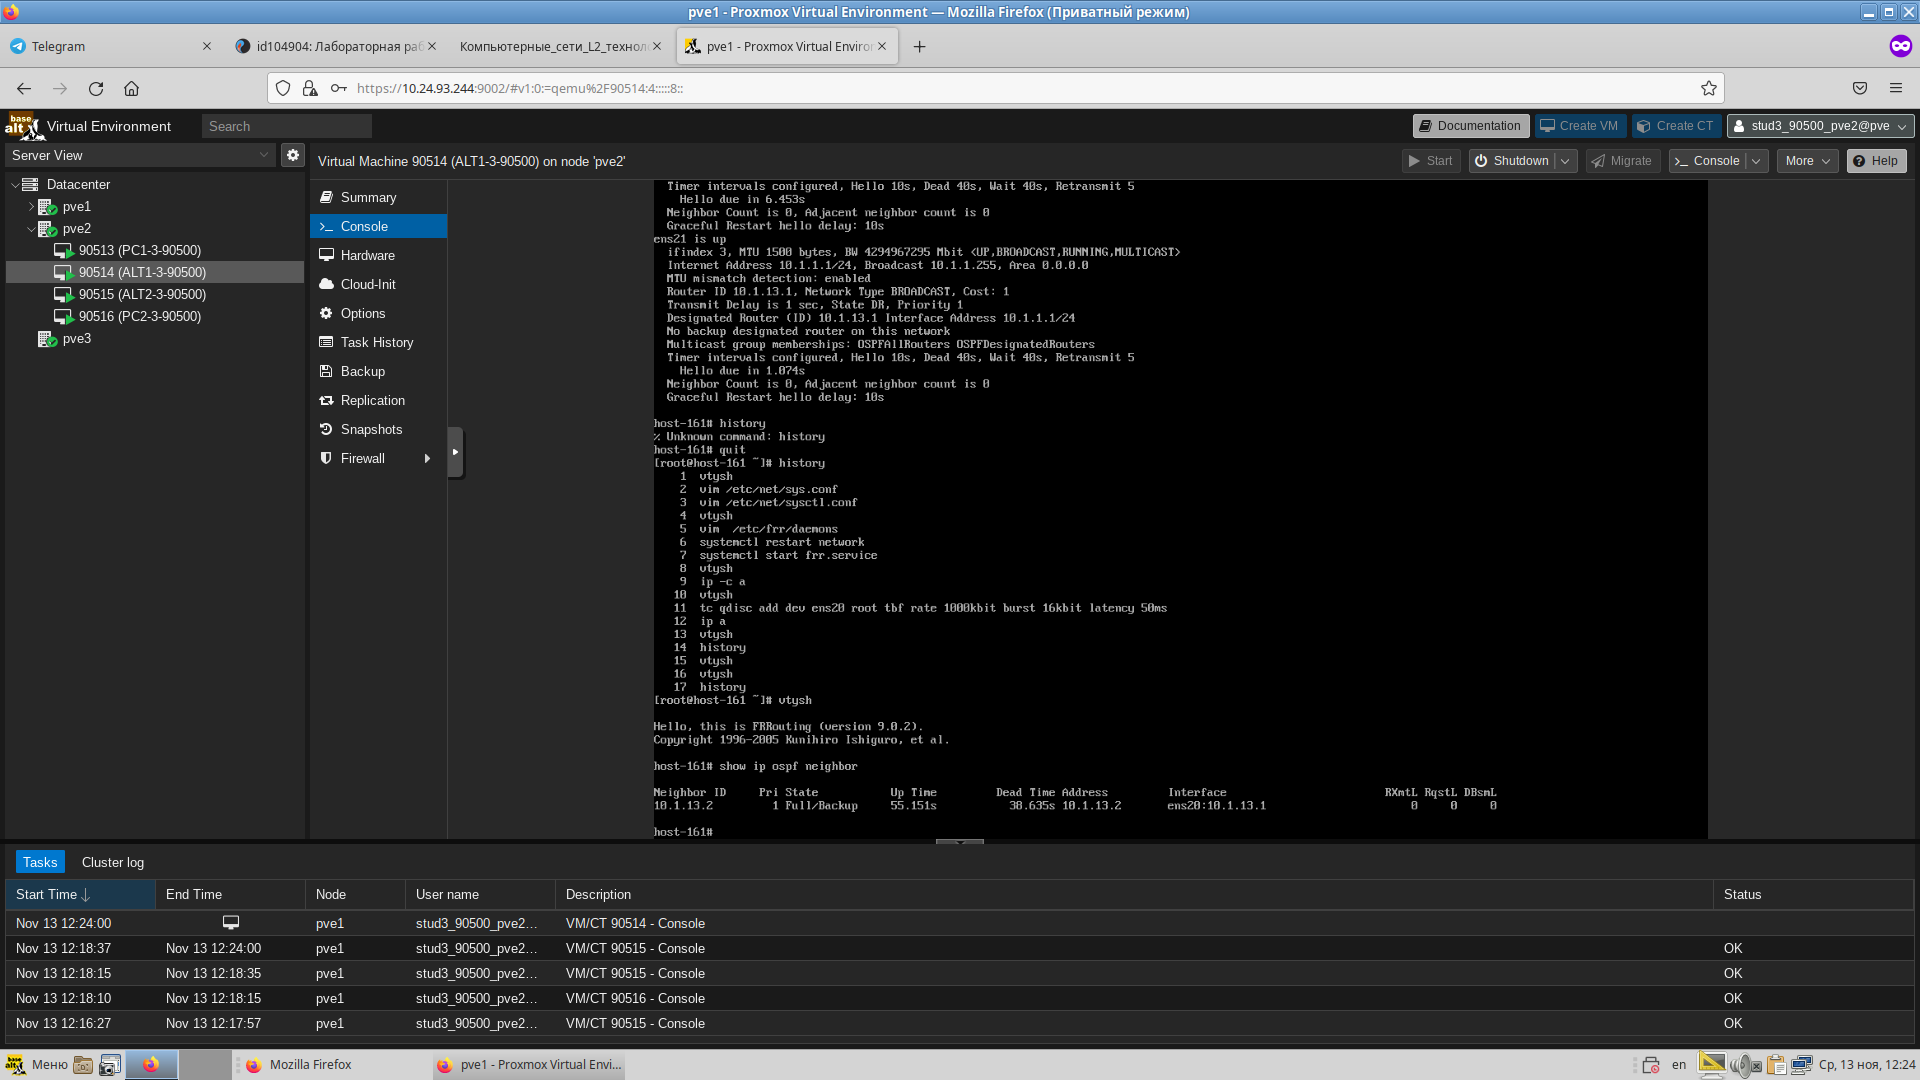 pve1 - Proxmox Virtual Environment — Mozilla Firefox (Приватный режим)
Telegram
id104904: Лабораторная раб
Компьютерные_сети_L2_технол
pve1 - Proxmox Virtual Environ
https://10.24.93.244:9002/#v1:0:=qemu%2F90514:4:::::8::
base alt
Virtual Environment
Search
Documentation
Create VM
Create CT
stud3_90500_pve2@pve
Server View
Virtual Machine 90514 (ALT1-3-90500) on node 'pve2'
Start
Shutdown
Migrate
Console
More
Help
Datacenter
pve1
pve2
90513 (PC1-3-90500)
90514 (ALT1-3-90500)
90515 (ALT2-3-90500)
90516 (PC2-3-90500)
pve3
Summary
Console
Hardware
Cloud-Init
Options
Task History
Backup
Replication
Snapshots
Firewall
Timer intervals configured, Hello 10s, Dead 40s, Wait 40s, Retransmit 5
Hello due in 6.453s
Neighbor Count is 0, Adjacent neighbor count is 0
Graceful Restart hello delay: 10s
ens21 is up
ifindex 3, MTU 1500 bytes, BW 4294967295 Mbit <UP,BROADCAST,RUNNING,MULTICAST>
Internet Address 10.1.1.1/24, Broadcast 10.1.1.255, Area 0.0.0.0
MTU mismatch detection: enabled
Router ID 10.1.13.1, Network Type BROADCAST, Cost: 1
Transmit Delay is 1 sec, State DR, Priority 1
Designated Router (ID) 10.1.13.1 Interface Address 10.1.1.1/24
No backup designated router on this network
Multicast group memberships: OSPFAllRouters OSPFDesignatedRouters
Timer intervals configured, Hello 10s, Dead 40s, Wait 40s, Retransmit 5
Hello due in 1.074s
Neighbor Count is 0, Adjacent neighbor count is 0
Graceful Restart hello delay: 10s
host-161# history
% Unknown command: history
host-161# quit
[root@host-161 ~]# history
1 vtysh
2 vim /etc/net/sys.conf
3 vim /etc/net/sysctl.conf
4 vtysh
5 vim  /etc/frr/daemons
6 systemctl restart network
7 systemctl start frr.service
8 vtysh
9 ip -c a
10 vtysh
11 tc qdisc add dev ens20 root tbf rate 1000kbit burst 16kbit latency 50ms
12 ip a
13 vtysh
14 history
15 vtysh
16 vtysh
17 history
[root@host-161 ~]# vtysh
Hello, this is FRRouting (version 9.0.2).
Copyright 1996-2005 Kunihiro Ishiguro, et al.
host-161# show ip ospf neighbor
Neighbor ID Pri State Up Time Dead Time Address Interface RXmtL RqstL DBsmL
10.1.13.2 1 Full/Backup 55.151s 38.635s 10.1.13.2 ens20:10.1.13.1 0 0 0
host-161#
Tasks
Cluster log
Start Time End Time Node User name Description Status
Nov 13 12:24:00 pve1 stud3_90500_pve2... VM/CT 90514 - Console
Nov 13 12:18:37 Nov 13 12:24:00 pve1 stud3_90500_pve2... VM/CT 90515 - Console OK
Nov 13 12:18:15 Nov 13 12:18:35 pve1 stud3_90500_pve2... VM/CT 90515 - Console OK
Nov 13 12:18:10 Nov 13 12:18:15 pve1 stud3_90500_pve2... VM/CT 90516 - Console OK
Nov 13 12:16:27 Nov 13 12:17:57 pve1 stud3_90500_pve2... VM/CT 90515 - Console OK
Меню
Mozilla Firefox
pve1 - Proxmox Virtual Envi...
en
Ср, 13 ноя, 12:24